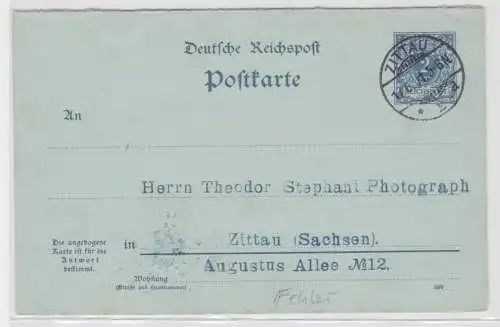 Deutsche Reichspost
Postkarte
ZITTAU
An
Herrn Theodor Stephani Photograph
Die angebogene
Karte ist für die
Antwort
bestimmt.
in Zittau (Sachsen).
Augustus Allee №12.
Wohnung
(Straße und Hausnummer)
Fehler